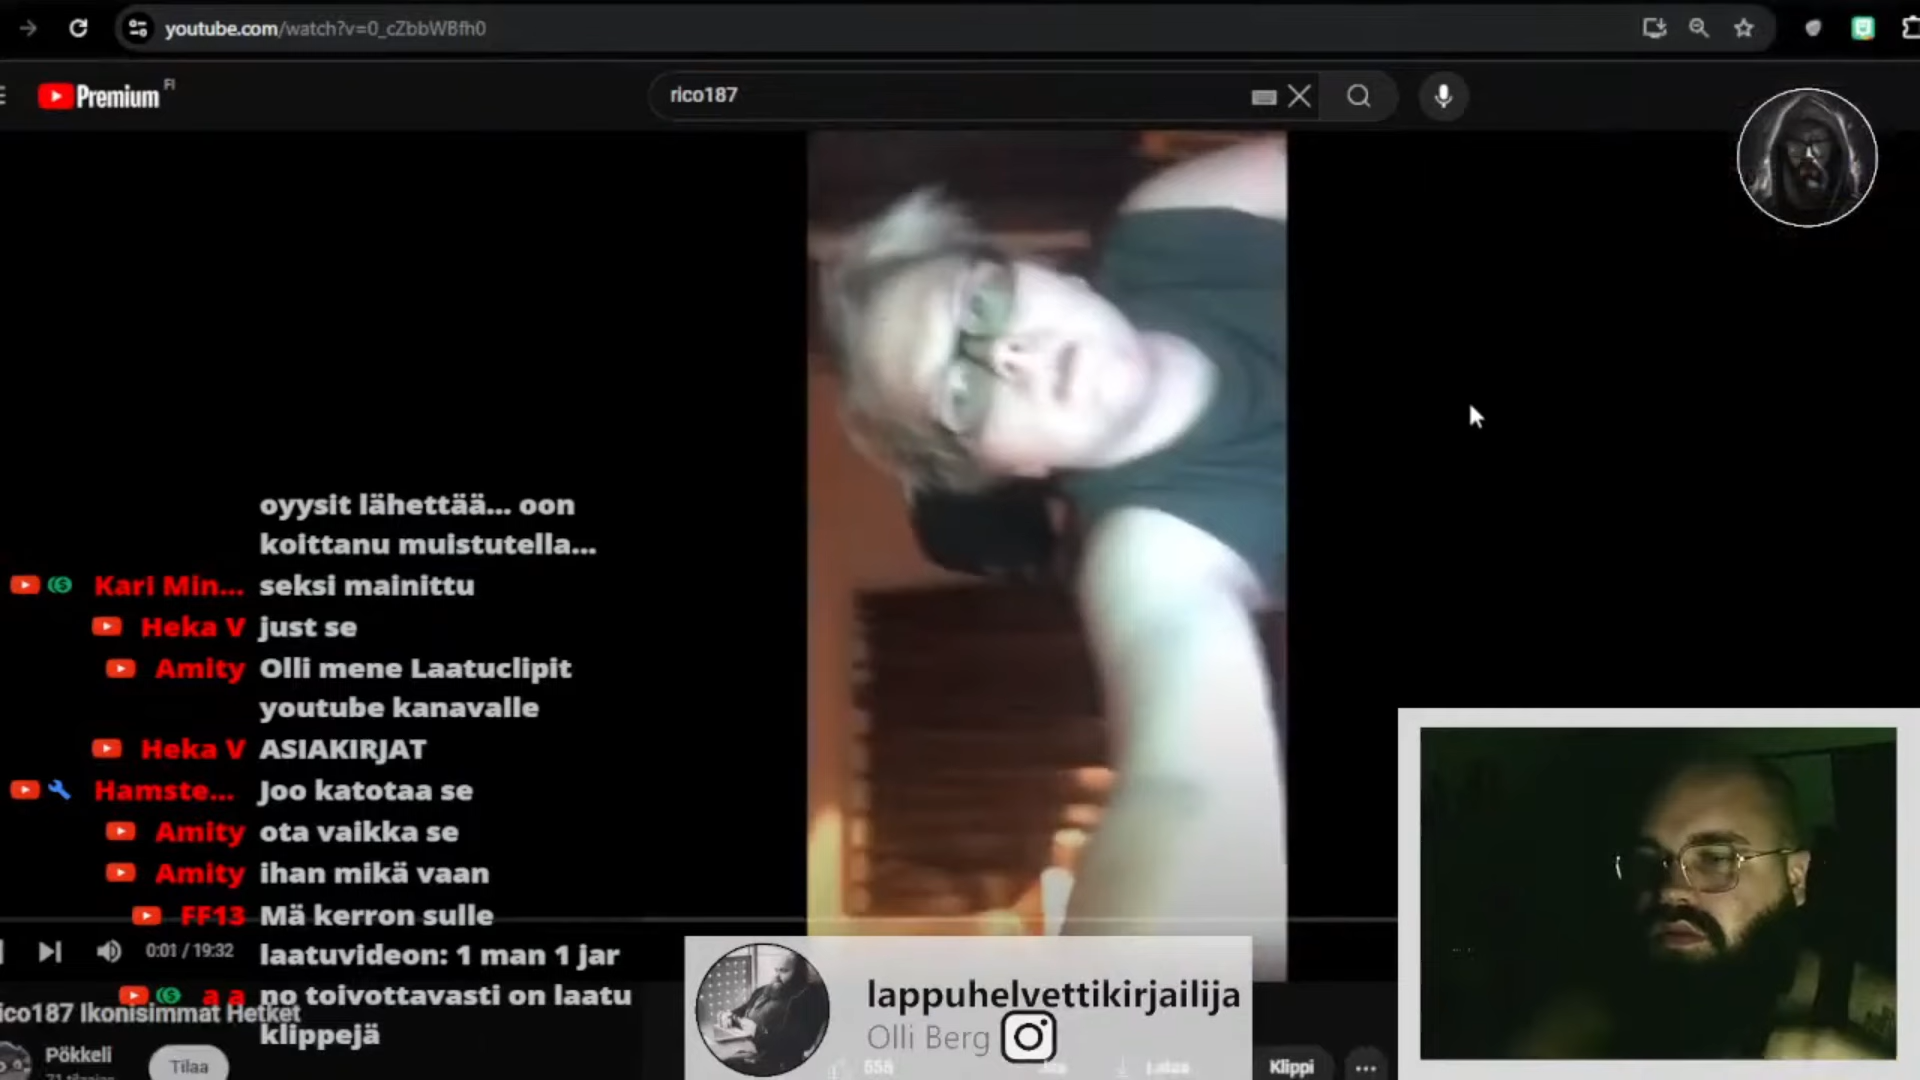 youtube.com/watch?v=0_cZbbWBfh0
Premium FI
rico187
oyysit lähettää... oon
koittanu muistutella...
Kari Min... seksi mainittu
Heka V just se
Amity Olli mene Laatuclipit
youtube kanavalle
Heka V ASIAKIRJAT
Hamste... Joo katotaa se
Amity ota vaikka se
Amity ihan mikä vaan
FF13 Mä kerron sulle
laatuvideon: 1 man 1 jar
0:01 / 19:32
a a no toivottavasti on laatu
klippejä
ico187 Ikonisimmat Hetket
Pökkeli
Tilaa
lappuhelvettikirjailija
Olli Berg
558
Klippi